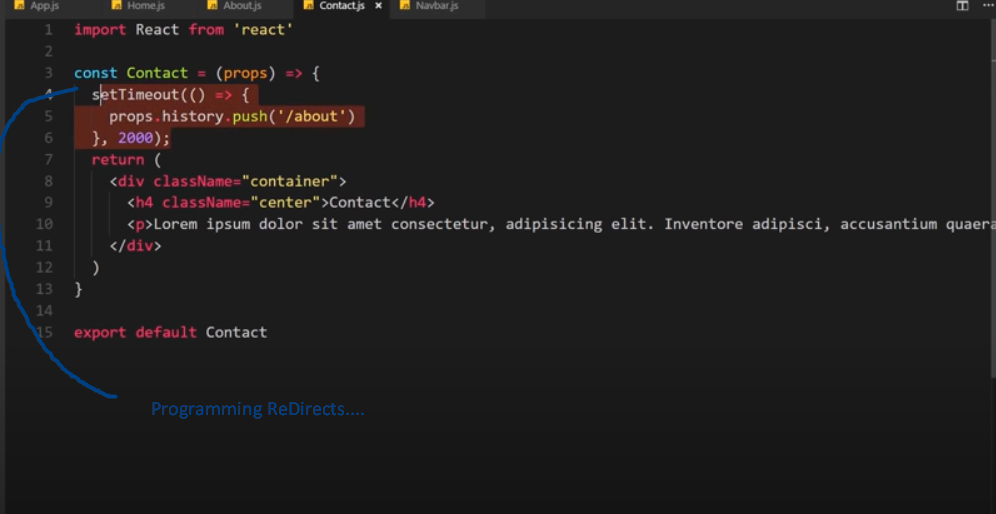 App.js Home.js About.js Contact.js × Navbar.js ...
1 import React from 'react'
2
3 const Contact = (props) => {
4 setTimeout(() => {
5 props.history.push('/about')
6 }, 2000);
7 return (
8 <div className="container">
9 <h4 className="center">Contact</h4>
10 <p>Lorem ipsum dolor sit amet consectetur, adipisicing elit. Inventore adipisci, accusantium quaera
11 </div>
12 )
13 }
14
15 export default Contact
Programming ReDirects....